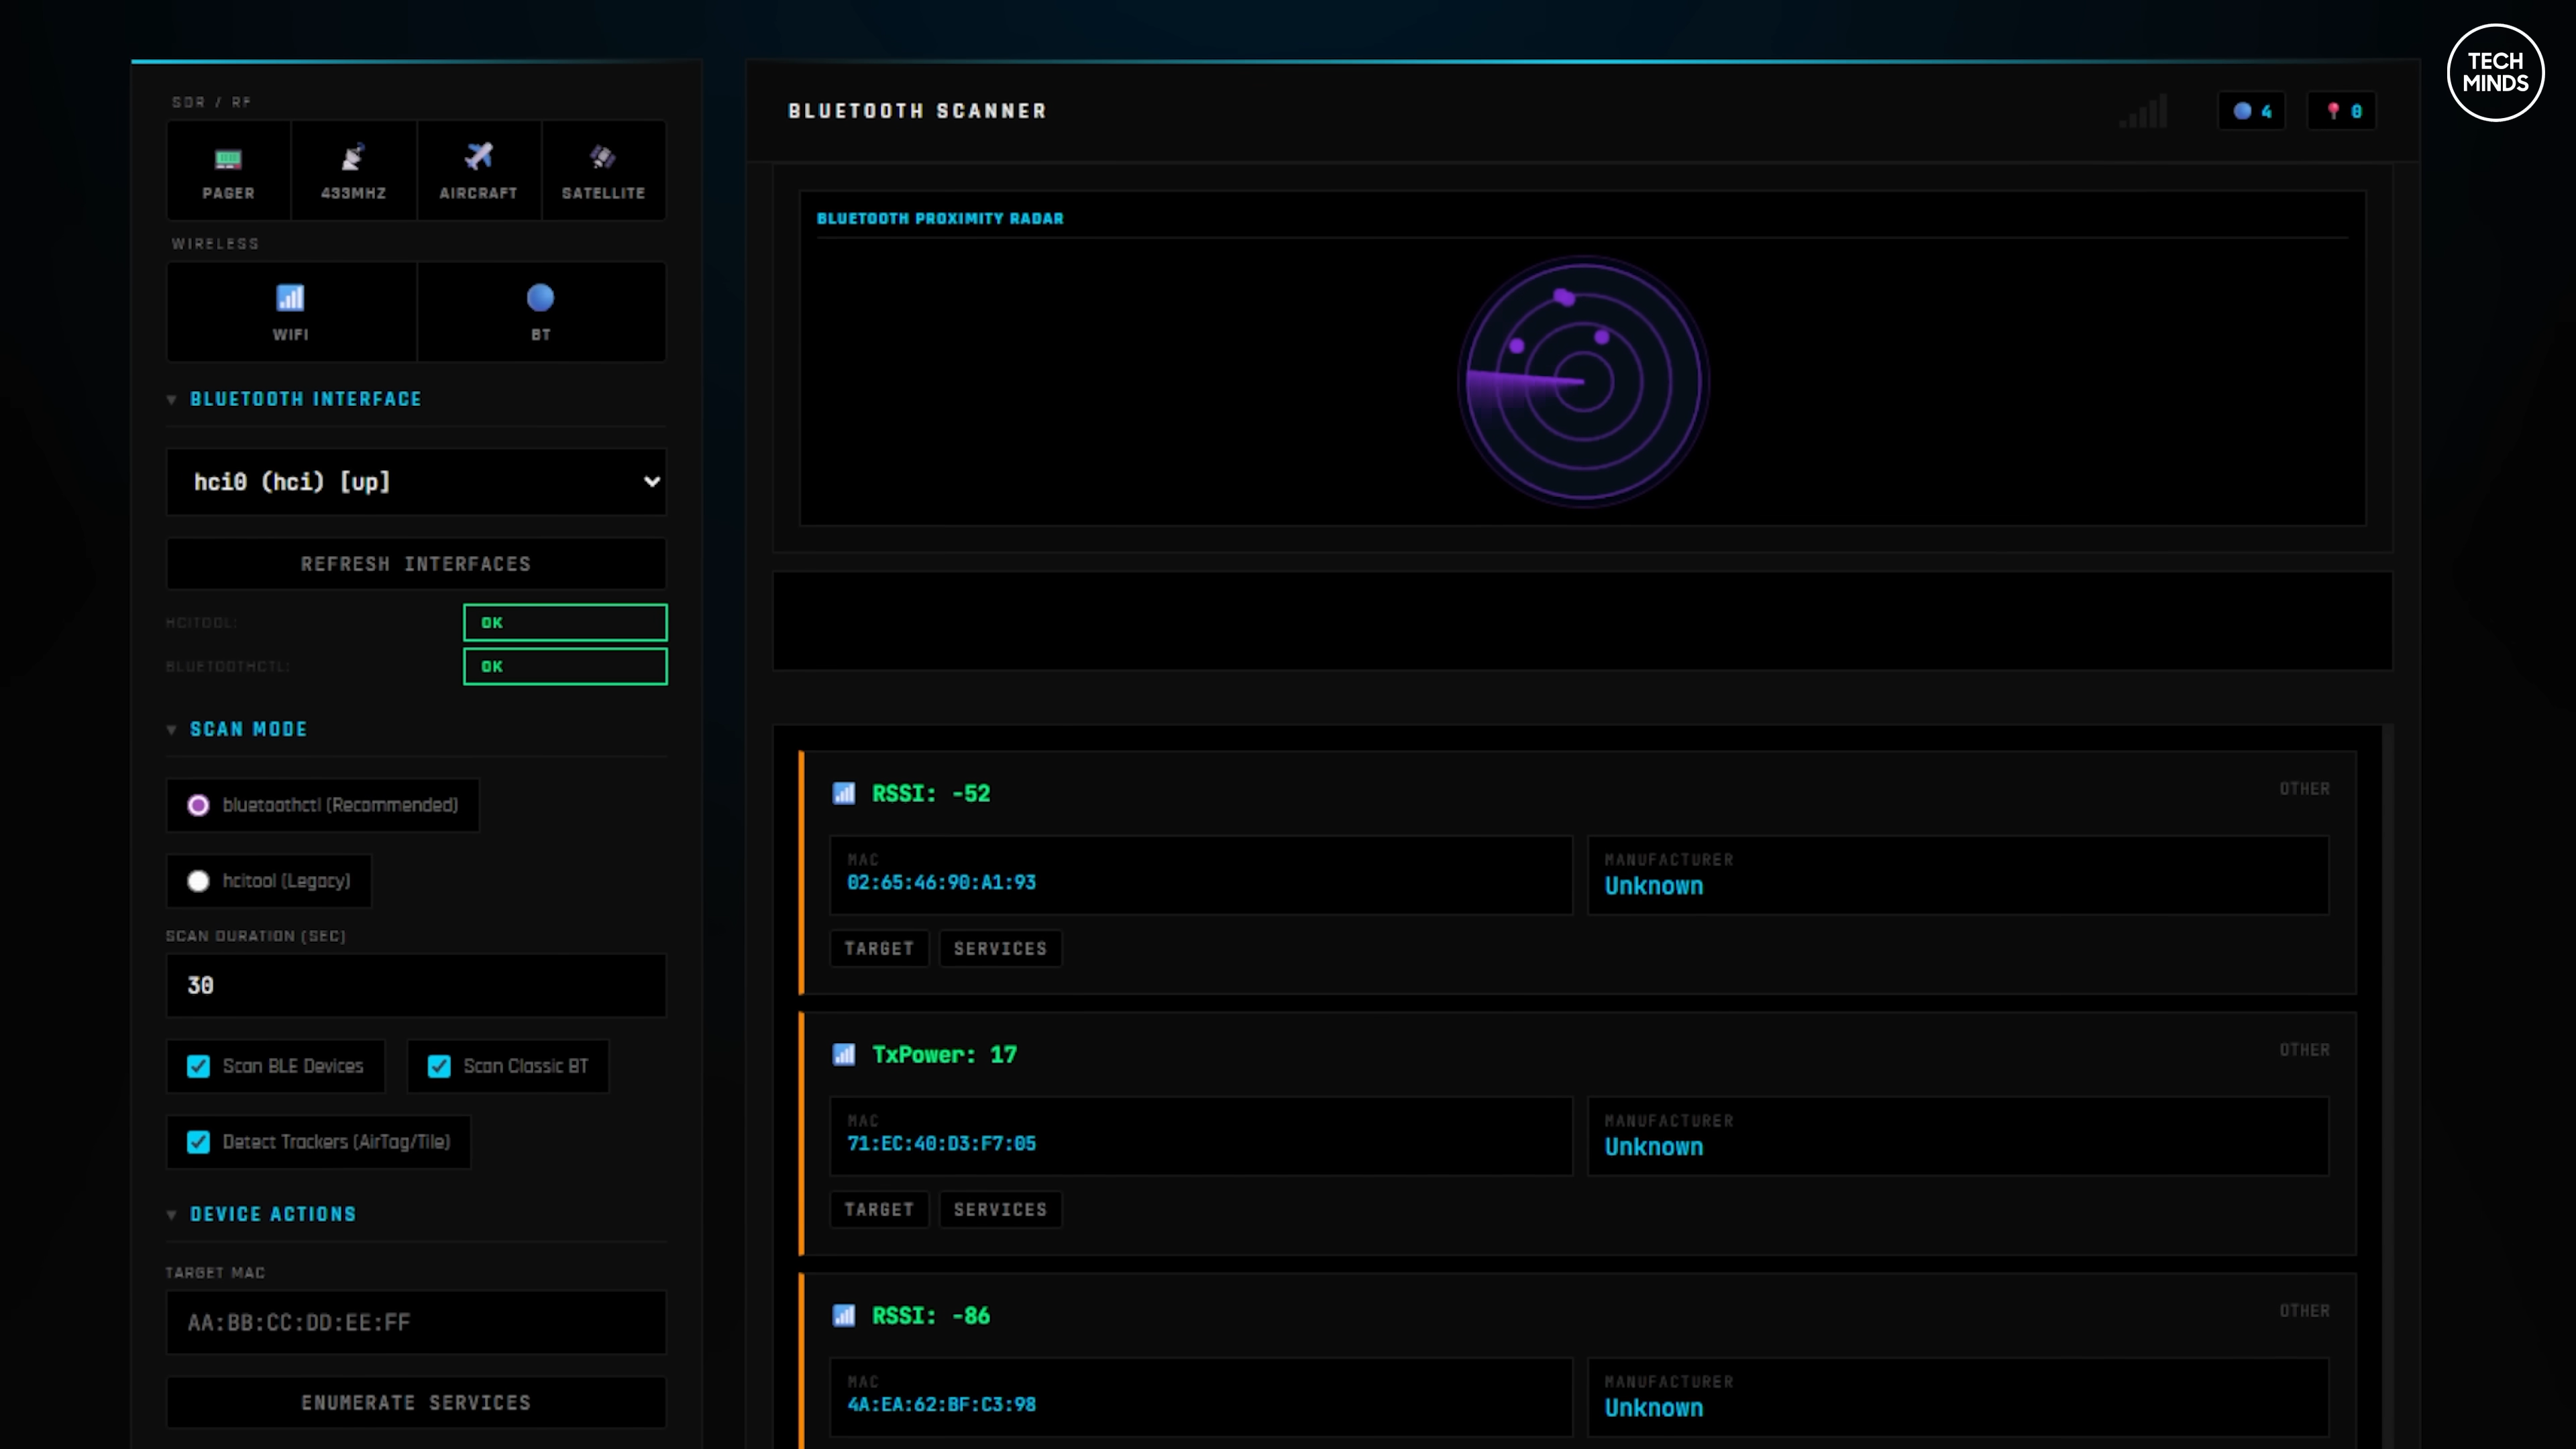 SDR / RF
PAGER
433MHZ
AIRCRAFT
SATELLITE
WIRELESS
WIFI
BT
BLUETOOTH INTERFACE
hci0 (hci) [up]
REFRESH INTERFACES
HCITOOL: OK
BLUETOOTHCTL: OK
SCAN MODE
bluetoothctl (Recommended)
hcitool (Legacy)
SCAN DURATION (SEC)
30
Scan BLE Devices
Scan Classic BT
Detect Trackers (AirTag/Tile)
DEVICE ACTIONS
TARGET MAC
AA:BB:CC:DD:EE:FF
ENUMERATE SERVICES
BLUETOOTH SCANNER
4
0
BLUETOOTH PROXIMITY RADAR
RSSI: -52
OTHER
MAC
02:65:46:90:A1:93
MANUFACTURER
Unknown
TARGET
SERVICES
TxPower: 17
OTHER
MAC
71:EC:40:D3:F7:05
MANUFACTURER
Unknown
TARGET
SERVICES
RSSI: -86
OTHER
MAC
4A:EA:62:BF:C3:98
MANUFACTURER
Unknown
TECH
MINDS